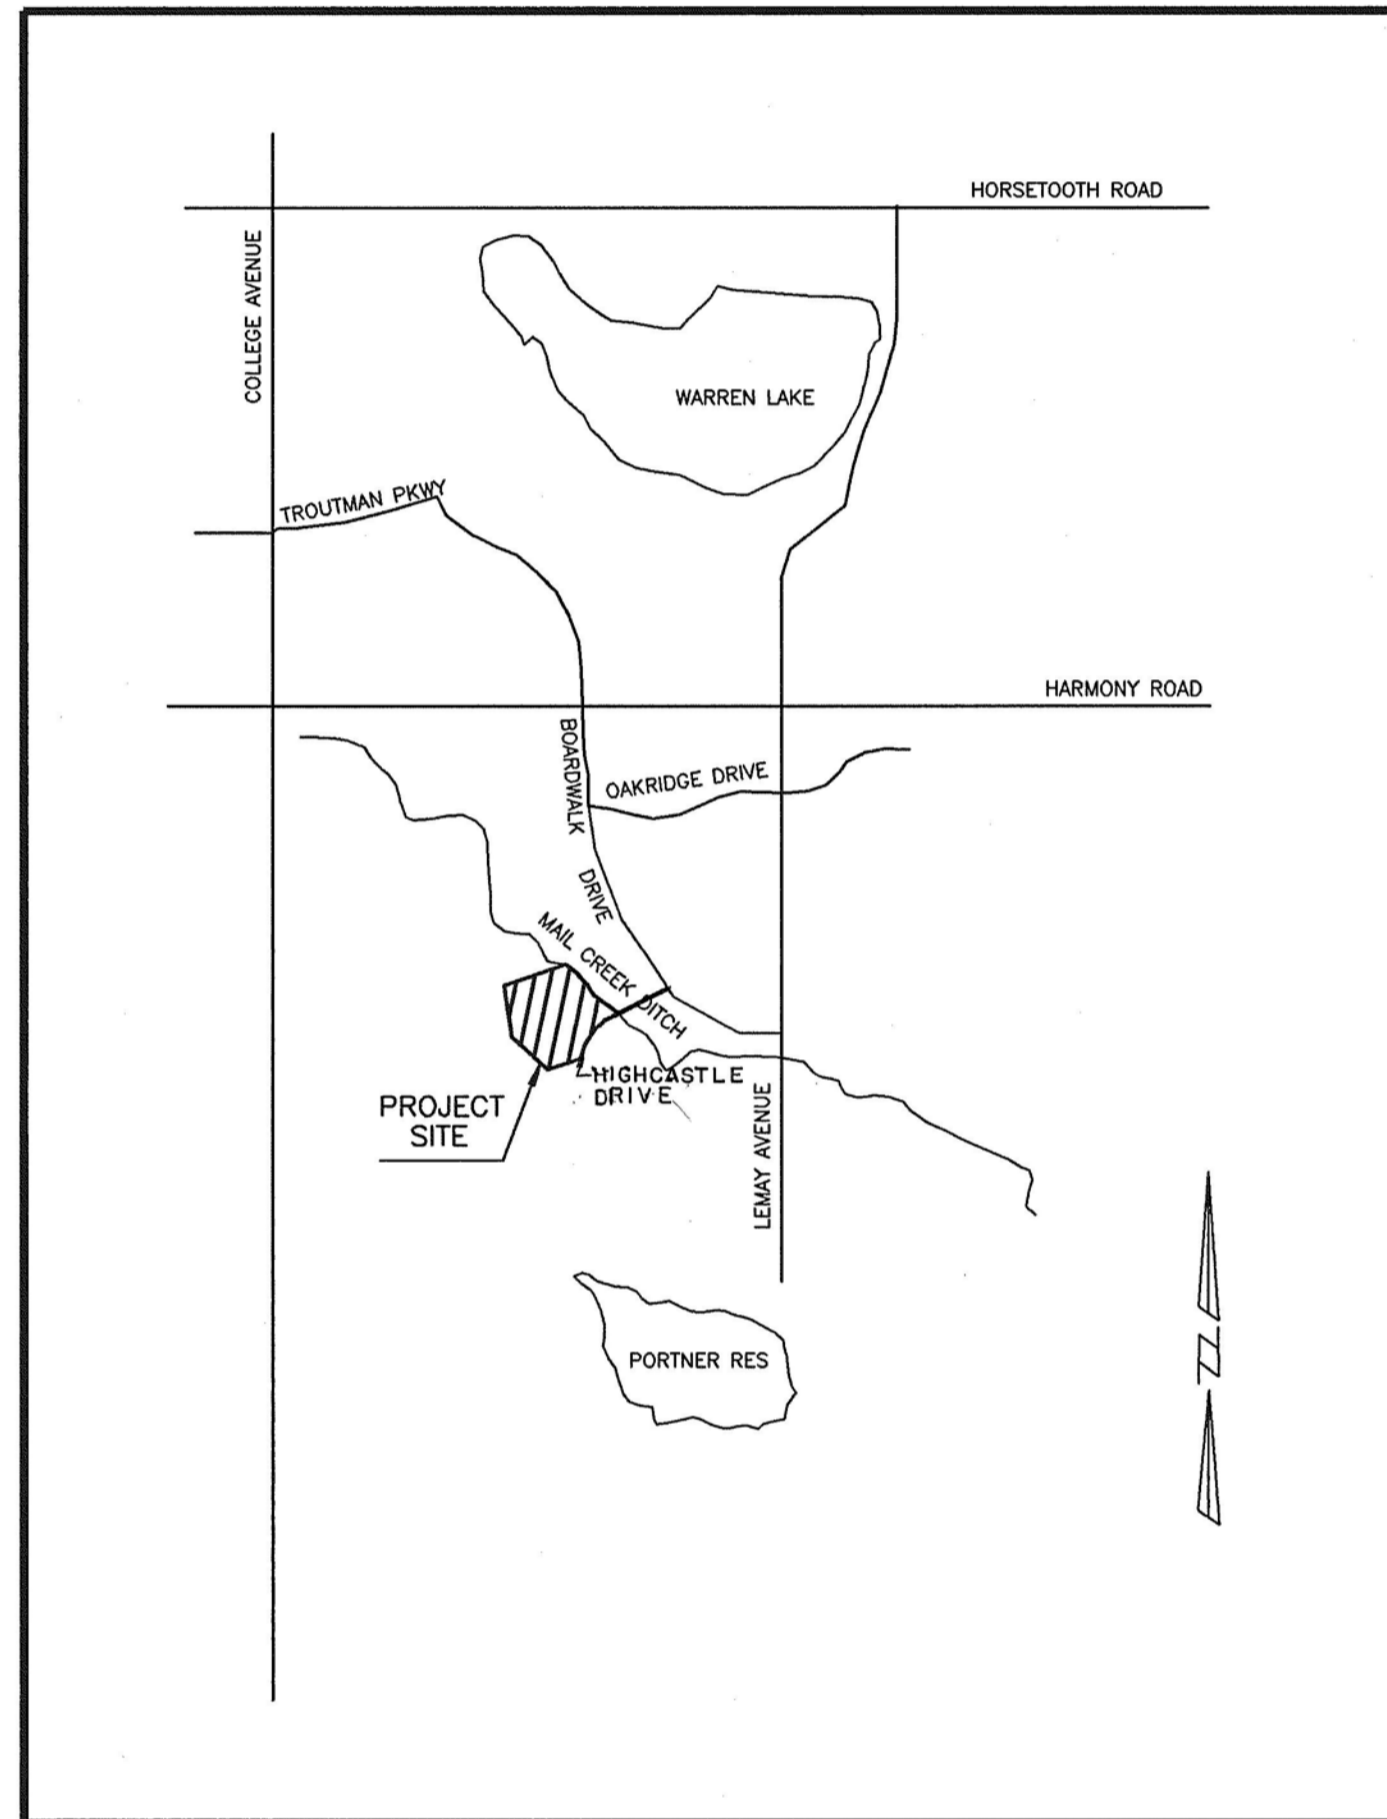 HORSETOOTH ROAD
COLLEGE AVENUE
WARREN LAKE
TROUTMAN PKWY
HARMONY ROAD
BOARDWALK
DRIVE
OAKRIDGE DRIVE
MAIL CREEK DITCH
HIGHCASTLE
DRIVE
PROJECT
SITE
LEMAY AVENUE
PORTNER RES
N